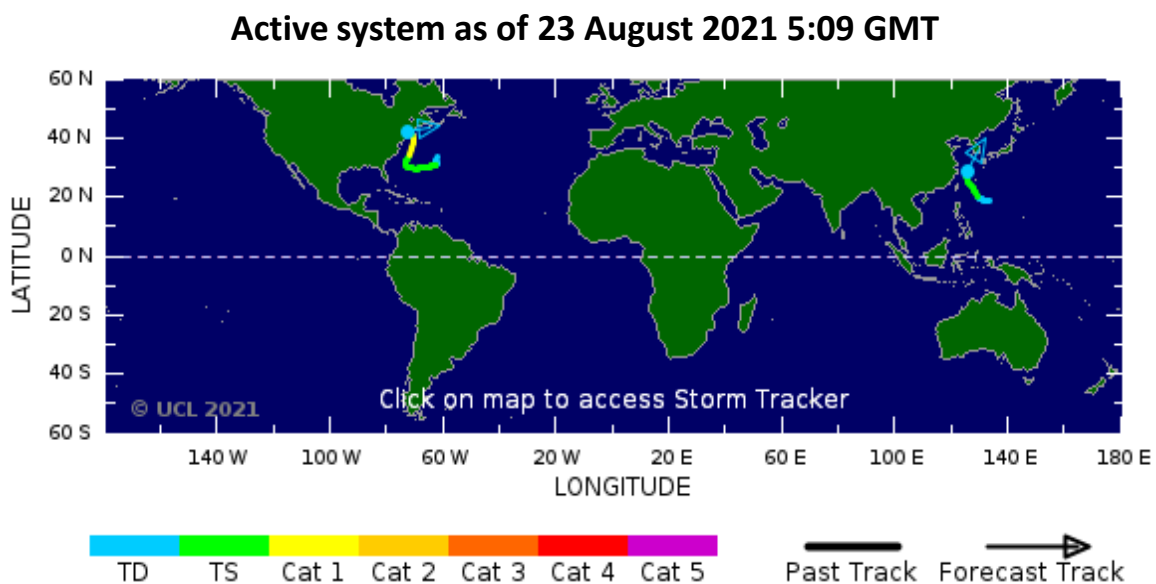 Active system as of 23 August 2021 5:09 GMT
60 N
40 N
20 N
0 N
20 S
40 S
60 S
LATITUDE
Click on map to access Storm Tracker
© UCL 2021
140 W 100 W 60 W 20 W 20 E 60 E 100 E 140 E 180 E
LONGITUDE
TD TS Cat 1 Cat 2 Cat 3 Cat 4 Cat 5 Past Track Forecast Track